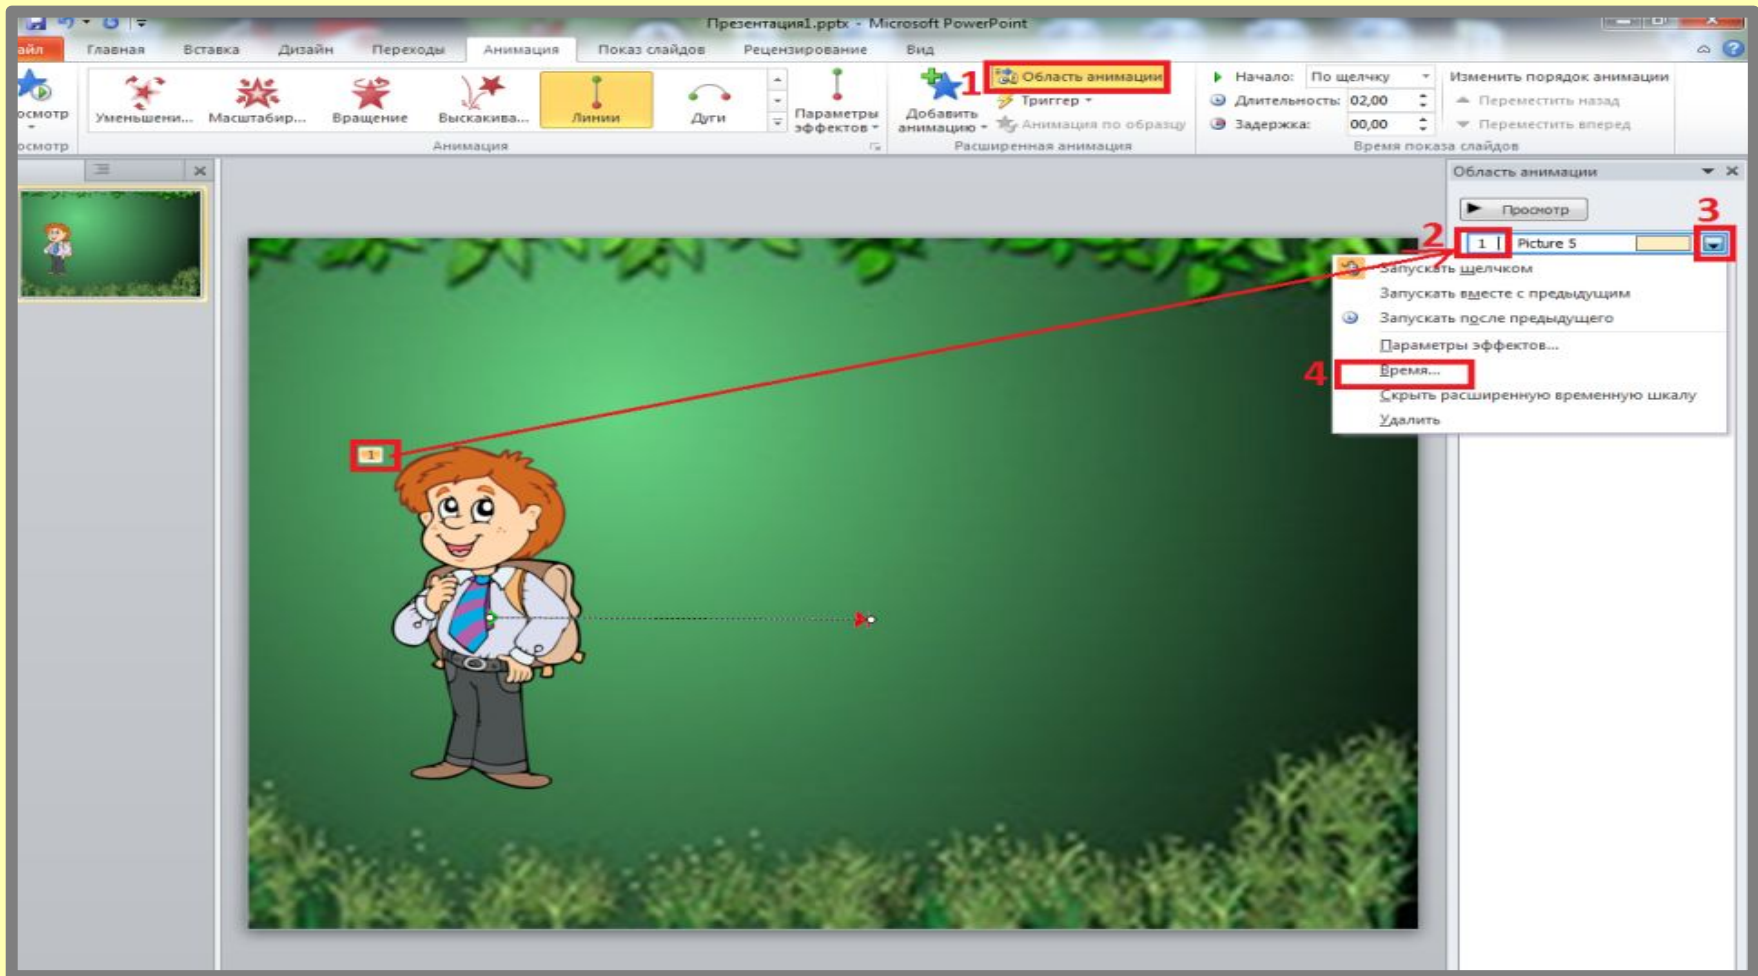 Презентация1.pptx - Microsoft PowerPoint
айл Главная Вставка Дизайн Переходы Анимация Показ слайдов Рецензирование Вид
1 Область анимации Начало: По щелчку Изменить порядок анимации
Триггер Длительность: 02,00 Переместить назад
осмотр Уменьшени... Масштабир... Вращение Выскакива... Линии Дуги Параметры эффектов Добавить анимацию Анимация по образцу Задержка: 00,00 Переместить вперед
осмотр Анимация Расширенная анимация Время показа слайдов
Область анимации
Просмотр 3
2 1 Picture 5
Запускать щелчком
Запускать вместе с предыдущим
Запускать после предыдущего
Параметры эффектов...
4 Время...
Скрыть расширенную временную шкалу
Удалить
1